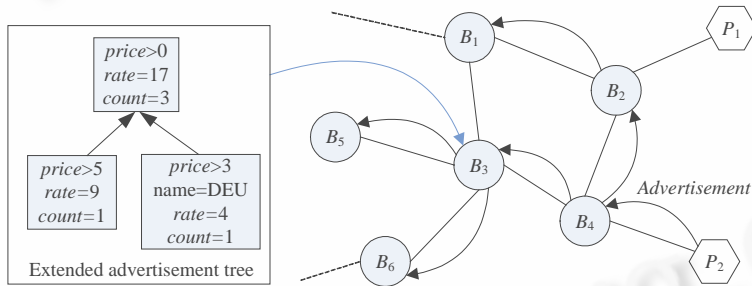 price>0
rate=17
count=3
price>5
rate=9
count=1
price>3
name=DEU
rate=4
count=1
Extended advertisement tree
B1
P1
B2
B5
B3
Advertisement
B4
B6
P2